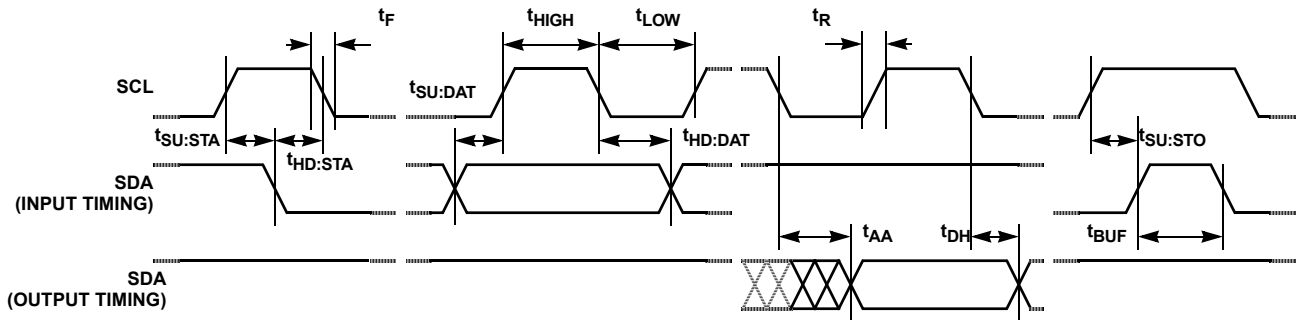 tF
tHIGH
tLOW
tR
SCL
tSU:DAT
tSU:STA
tHD:STA
tHD:DAT
tSU:STO
SDA
(INPUT TIMING)
tAA
tDH
tBUF
SDA
(OUTPUT TIMING)